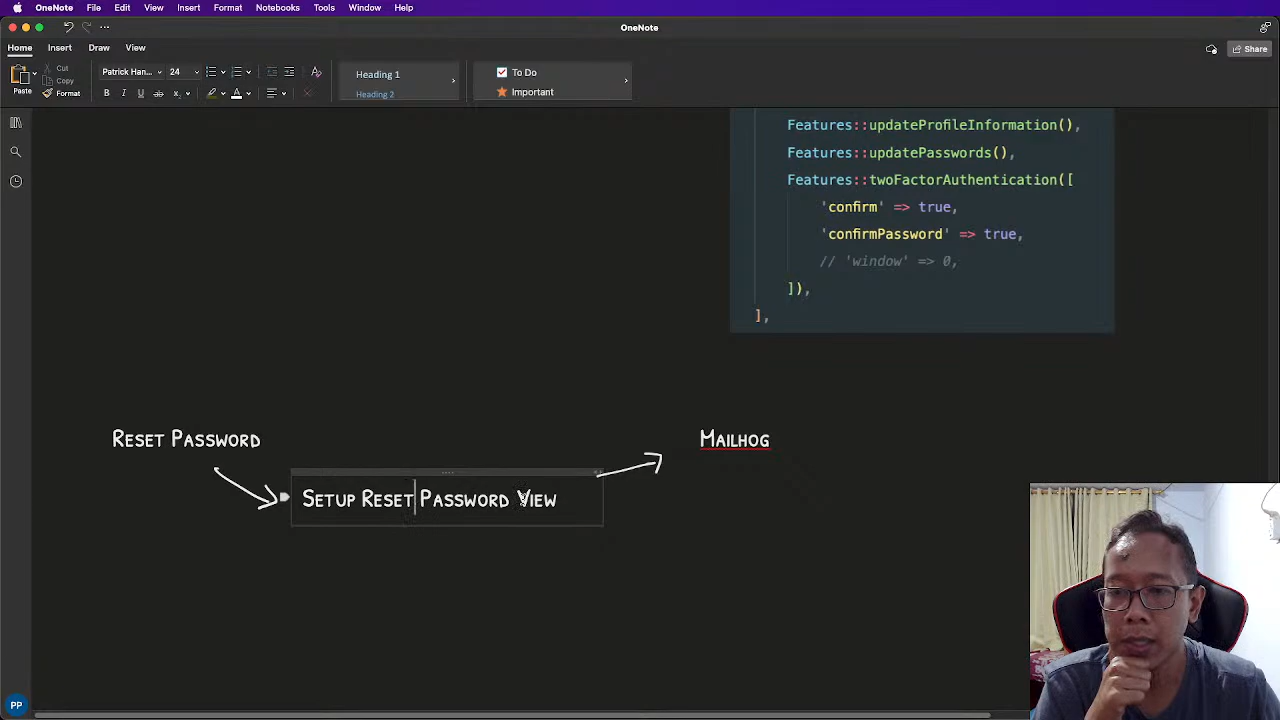 OneNote File Edit View Insert Format Notebooks Tools Window Help
OneNote
Home Insert Draw View
Share
Paste
Cut
Copy
Format
Patrick Han... 24
B I U ab x A
Heading 1
Heading 2
To Do
Important
Features::updateProfileInformation(),
Features::updatePasswords(),
Features::twoFactorAuthentication([
'confirm' => true,
'confirmPassword' => true,
// 'window' => 0,
]),
],
Reset Password
Mailhog
Setup Reset Password View
PP